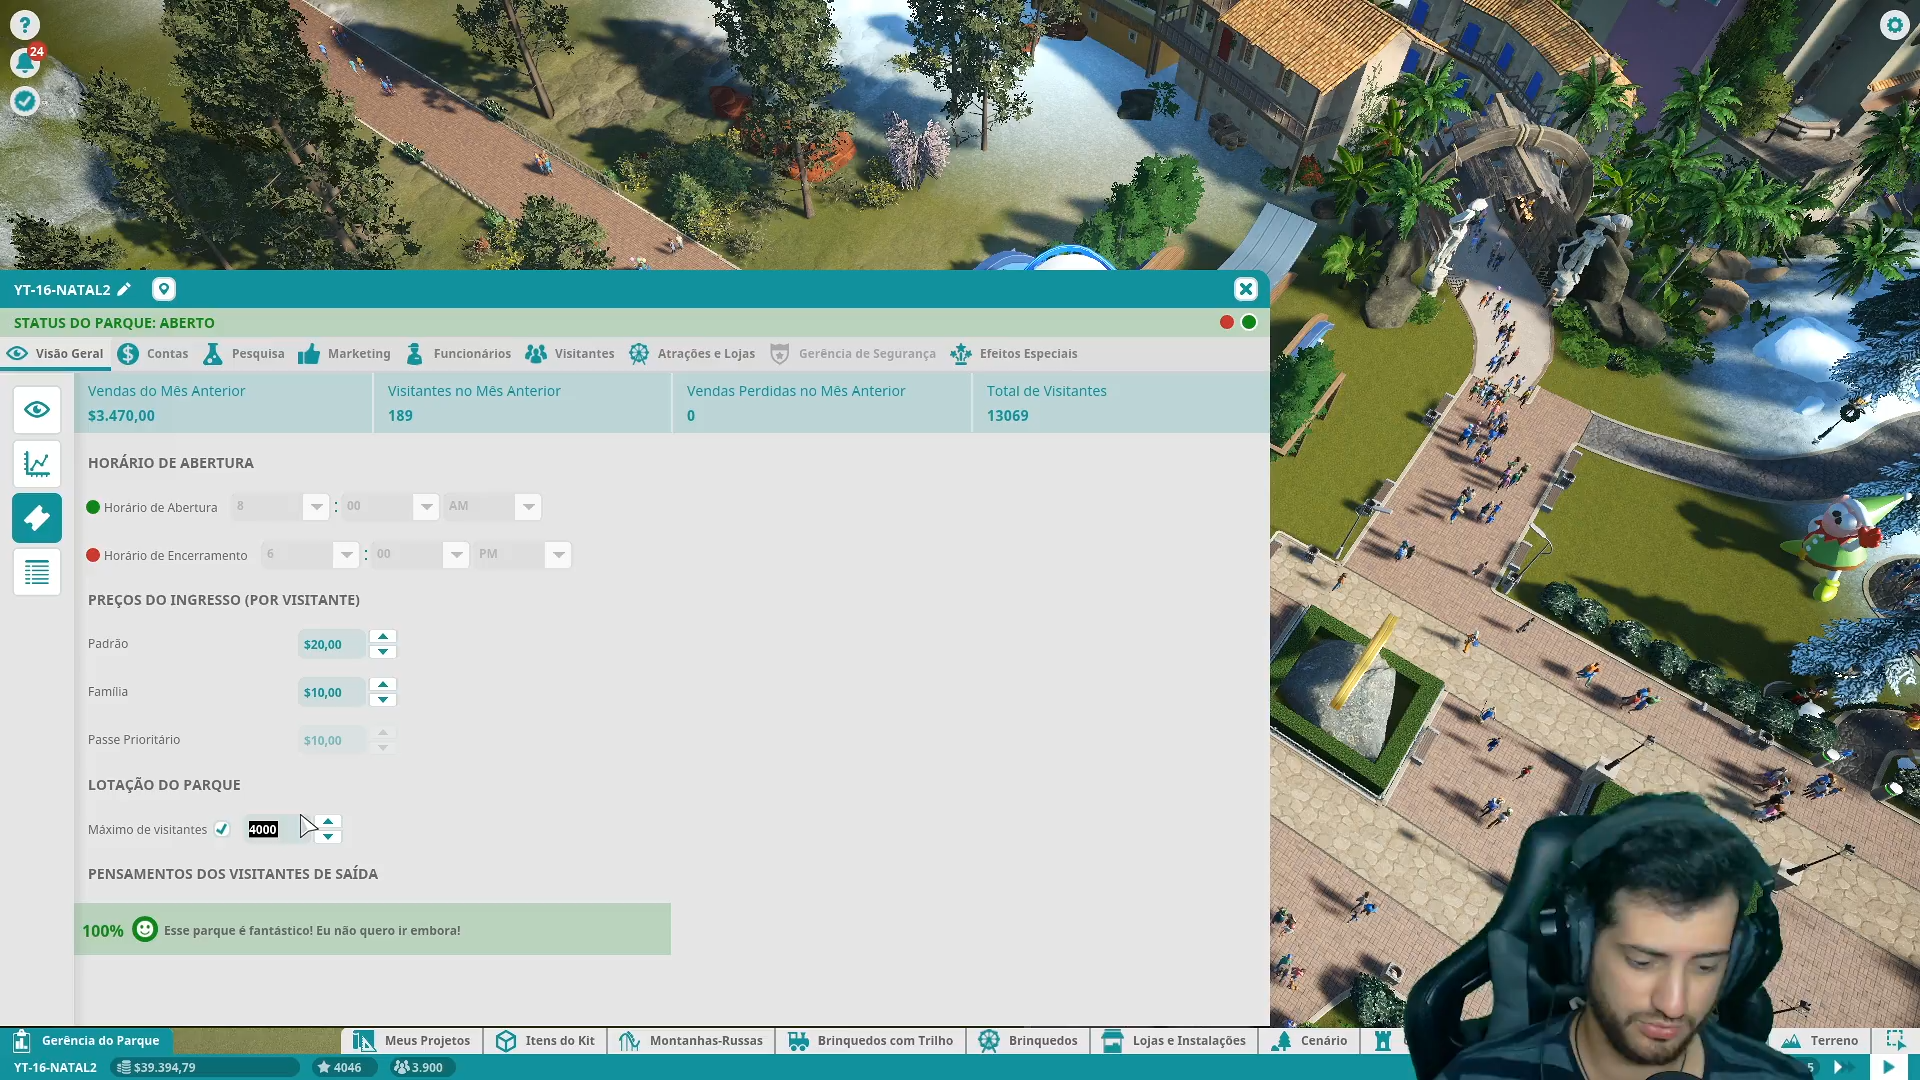 ?
24
YT-16-NATAL2
STATUS DO PARQUE: ABERTO
Visão Geral
Contas
Pesquisa
Marketing
Funcionários
Visitantes
Atrações e Lojas
Gerência de Segurança
Efeitos Especiais
Vendas do Mês Anterior
$3.470,00
Visitantes no Mês Anterior
189
Vendas Perdidas no Mês Anterior
0
Total de Visitantes
13069
HORÁRIO DE ABERTURA
Horário de Abertura 8 : 00 AM
Horário de Encerramento 6 : 00 PM
PREÇOS DO INGRESSO (POR VISITANTE)
Padrão $20,00
Família $10,00
Passe Prioritário $10,00
LOTAÇÃO DO PARQUE
Máximo de visitantes 4000
PENSAMENTOS DOS VISITANTES DE SAÍDA
100% Esse parque é fantástico! Eu não quero ir embora!
Gerência do Parque
Meus Projetos
Itens do Kit
Montanhas-Russas
Brinquedos com Trilho
Brinquedos
Lojas e Instalações
Cenário
Terreno
YT-16-NATAL2 $39.394,79 4046 3.900
5